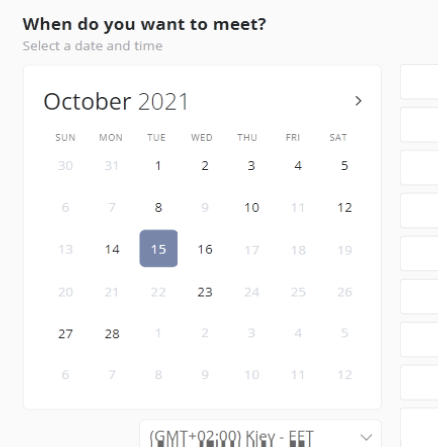 When do you want to meet?
Select a date and time
October 2021
SUN MON TUE WED THU FRI SAT
30 31 1 2 3 4 5
6 7 8 9 10 11 12
13 14 15 16 17 18 19
20 21 22 23 24 25 26
27 28 1 2 3 4 5
6 7 8 9 10 11 12
(GMT+02:00) Kiev - EET